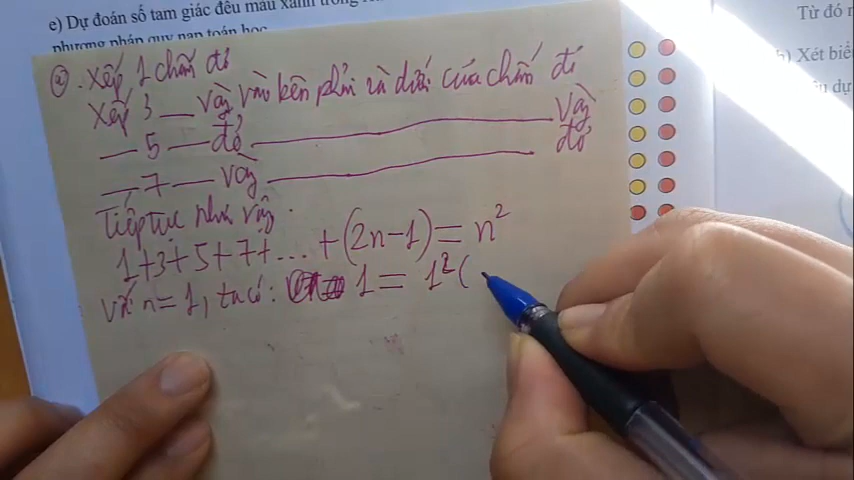 e) Dự đoán số tam giác đều màu xanh trong
phương pháp quy nạp toán học
Từ đó
b) Xét biể
dự
a). Xếp 1 chấm đỏ
Xếp 3 — vàng vào bên phải và dưới của chấm đỏ
— 5 — đỏ — vàng
— 7 — vàng — đỏ
Tiếp tục như vậy.
1+3+5+7+...+(2n-1)=n²
Với n=1, ta có: 1 = 1² (